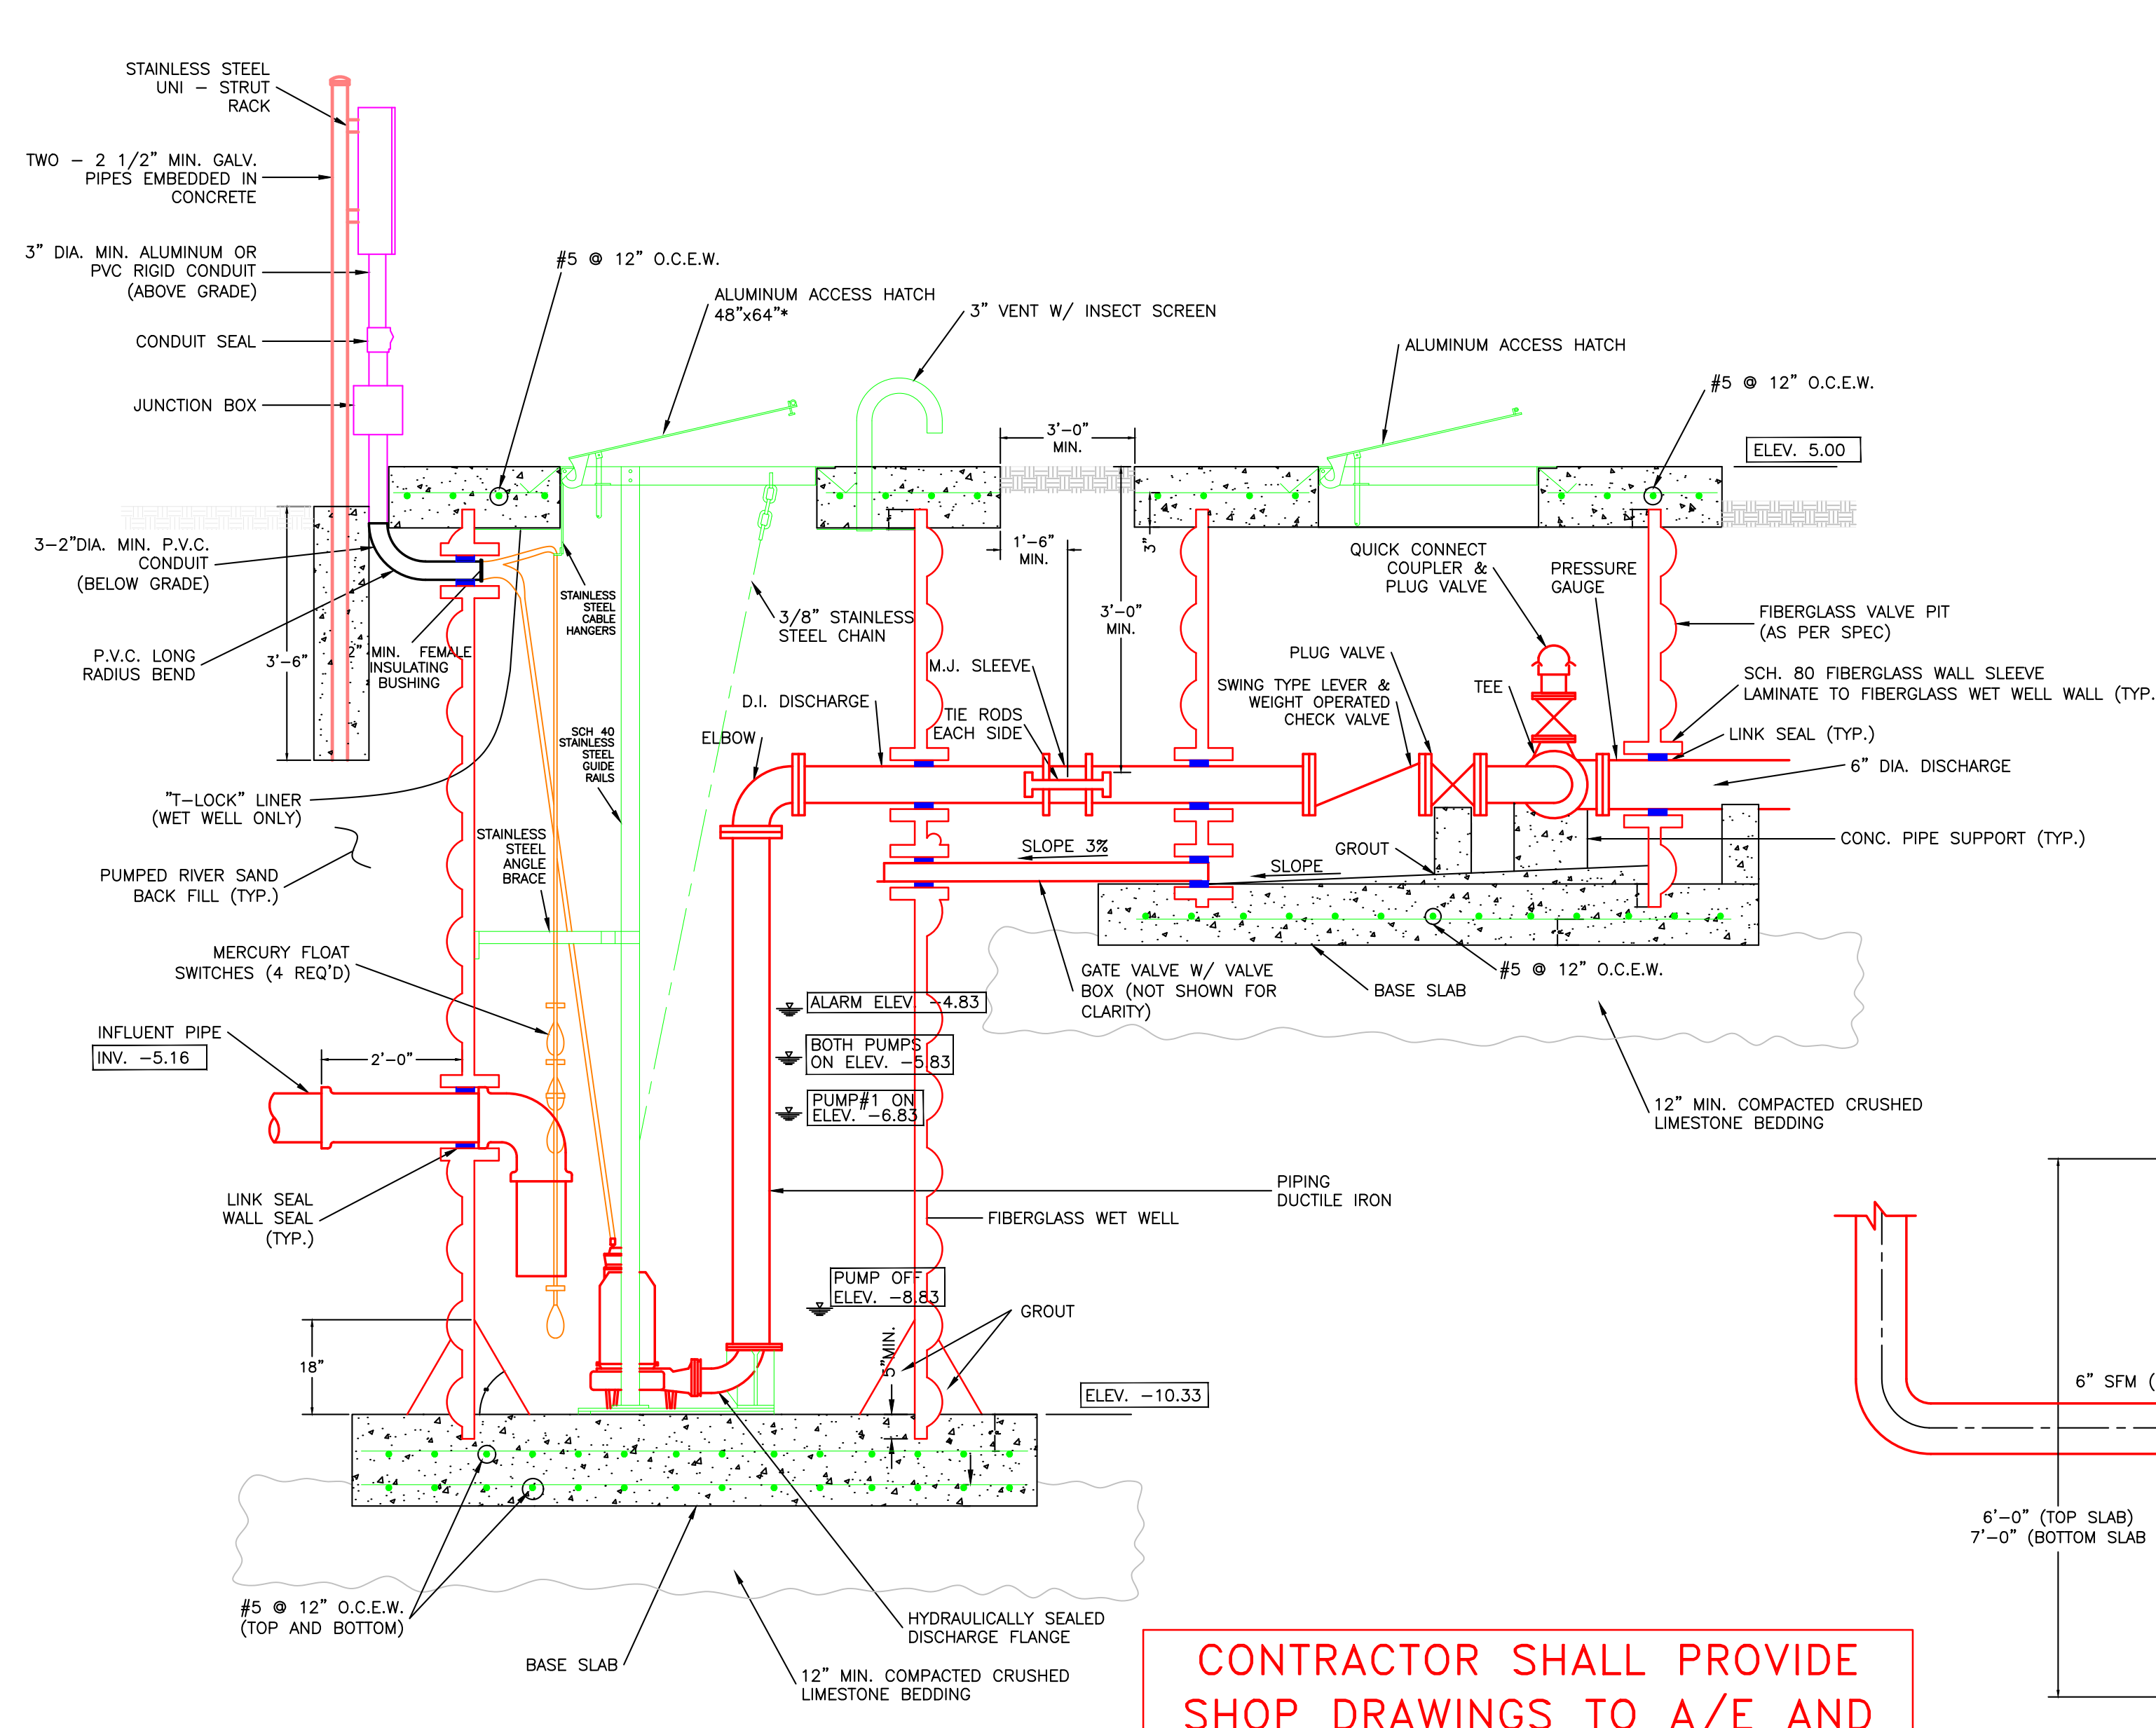 STAINLESS STEEL
UNI – STRUT
RACK
TWO – 2 1/2" MIN. GALV.
PIPES EMBEDDED IN
CONCRETE
3" DIA. MIN. ALUMINUM OR
PVC RIGID CONDUIT
(ABOVE GRADE)
CONDUIT SEAL
JUNCTION BOX
#5 @ 12" O.C.E.W.
ALUMINUM ACCESS HATCH
48"x64"*
3" VENT W/ INSECT SCREEN
3'-0"
MIN.
ALUMINUM ACCESS HATCH
#5 @ 12" O.C.E.W.
ELEV. 5.00
3-2"DIA. MIN. P.V.C.
CONDUIT
(BELOW GRADE)
P.V.C. LONG
RADIUS BEND
3'-6"
2" MIN. FEMALE
INSULATING
BUSHING
STAINLESS
STEEL
CABLE
HANGERS
3/8" STAINLESS
STEEL CHAIN
1'-6"
MIN.
3'-0"
MIN.
3"
QUICK CONNECT
COUPLER &
PLUG VALVE
PRESSURE
GAUGE
FIBERGLASS VALVE PIT
(AS PER SPEC)
M.J. SLEEVE
PLUG VALVE
SWING TYPE LEVER &
WEIGHT OPERATED
CHECK VALVE
TEE
SCH. 80 FIBERGLASS WALL SLEEVE
LAMINATE TO FIBERGLASS WET WELL WALL (TYP.
LINK SEAL (TYP.)
6" DIA. DISCHARGE
D.I. DISCHARGE
TIE RODS
EACH SIDE
ELBOW
SCH 40
STAINLESS
STEEL
GUIDE
RAILS
"T-LOCK" LINER
(WET WELL ONLY)
STAINLESS
STEEL
ANGLE
BRACE
SLOPE 3%
SLOPE
GROUT
CONC. PIPE SUPPORT (TYP.)
PUMPED RIVER SAND
BACK FILL (TYP.)
MERCURY FLOAT
SWITCHES (4 REQ'D)
GATE VALVE W/ VALVE
BOX (NOT SHOWN FOR
CLARITY)
BASE SLAB
#5 @ 12" O.C.E.W.
ALARM ELEV. -4.83
INFLUENT PIPE
INV. -5.16
2'-0"
BOTH PUMPS
ON ELEV. -5.83
PUMP#1 ON
ELEV. -6.83
12" MIN. COMPACTED CRUSHED
LIMESTONE BEDDING
LINK SEAL
WALL SEAL
(TYP.)
PIPING
DUCTILE IRON
FIBERGLASS WET WELL
PUMP OFF
ELEV. -8.83
GROUT
18"
5"MIN.
ELEV. -10.33
6" SFM (
6'-0" (TOP SLAB)
7'-0" (BOTTOM SLAB
#5 @ 12" O.C.E.W.
(TOP AND BOTTOM)
BASE SLAB
HYDRAULICALLY SEALED
DISCHARGE FLANGE
12" MIN. COMPACTED CRUSHED
LIMESTONE BEDDING
CONTRACTOR SHALL PROVIDE
SHOP DRAWINGS TO A/E AND